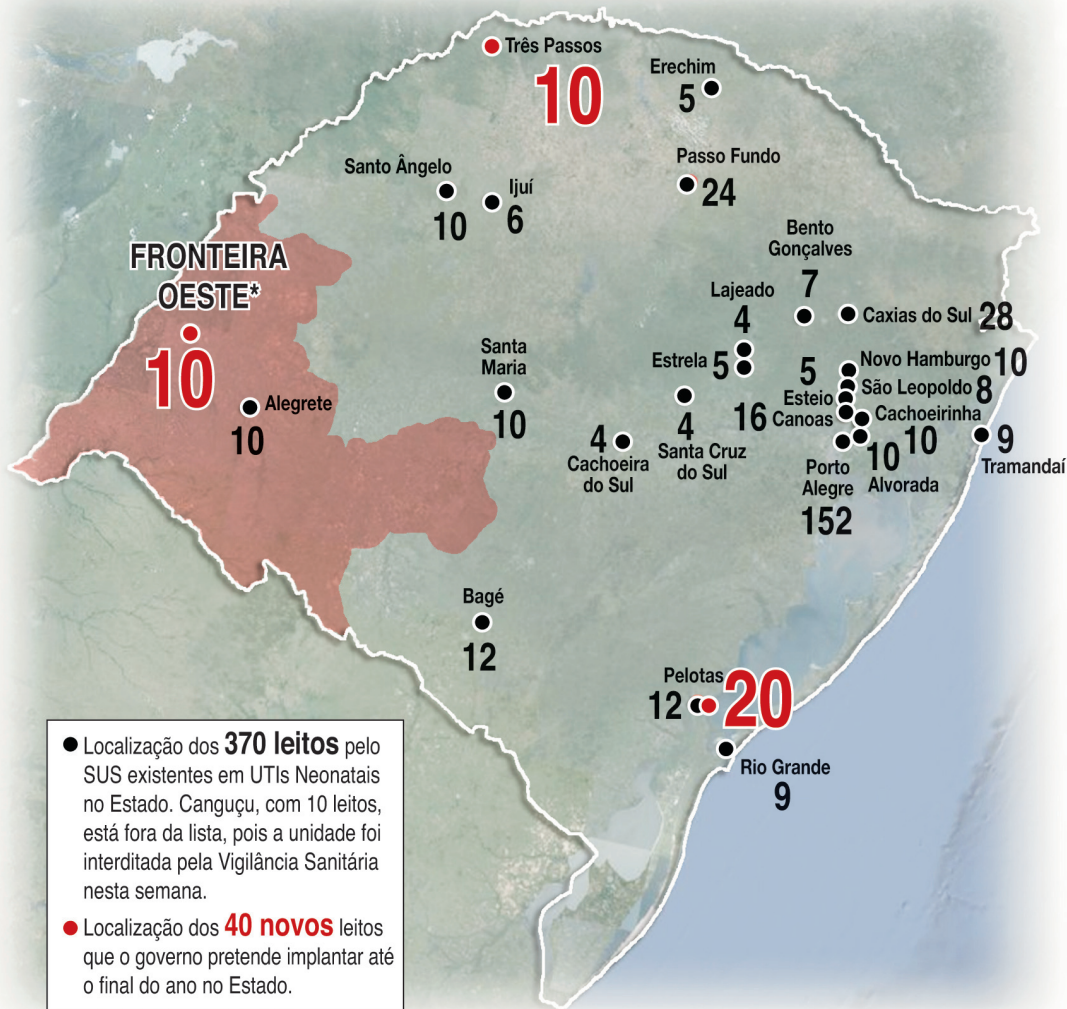 Três Passos
10
Erechim
5
Passo Fundo
24
Santo Ângelo
10
Ijuí
6
Bento
Gonçalves
7
FRONTEIRA
OESTE*
10
Alegrete
10
Lajeado
4
Caxias do Sul 28
Santa
Maria
10
Estrela 5
5
Novo Hamburgo 10
São Leopoldo 8
Esteio
Canoas
16
Cachoeirinha
10
4
Cachoeira
do Sul
4
Santa Cruz
do Sul
10
Alvorada
Porto
Alegre
152
9
Tramandaí
Bagé
12
Pelotas
12
20
Rio Grande
9
Localização dos 370 leitos pelo
SUS existentes em UTIs Neonatais
no Estado. Canguçu, com 10 leitos,
está fora da lista, pois a unidade foi
interditada pela Vigilância Sanitária
nesta semana.
Localização dos 40 novos leitos
que o governo pretende implantar até
o final do ano no Estado.